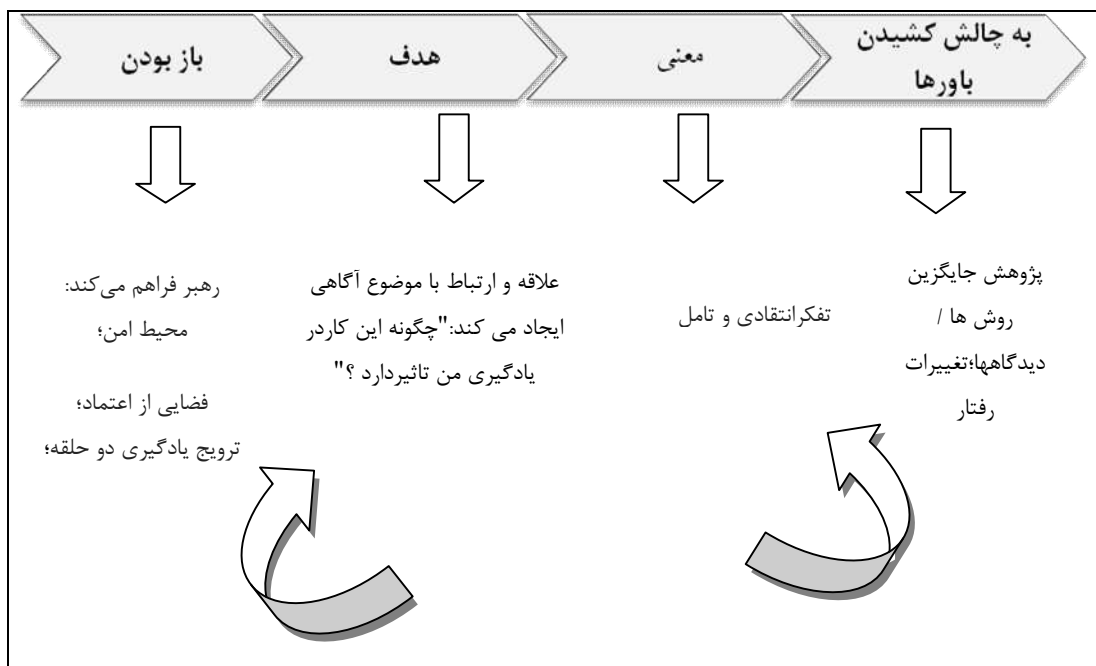 باز بودن
هدف
معنی
به چالش کشیدن
باورها
رهبر فراهم می‌کند:
محیط امن؛
فضایی از اعتماد؛
ترویج یادگیری دو حلقه؛
علاقه و ارتباط با موضوع آگاهی
ایجاد می کند:"چگونه این کاردر
یادگیری من تاثیردارد ؟"
تفکرانتقادی و تامل
پژوهش جایگزین
روش ها /
دیدگاهها؛تغییرات
رفتار